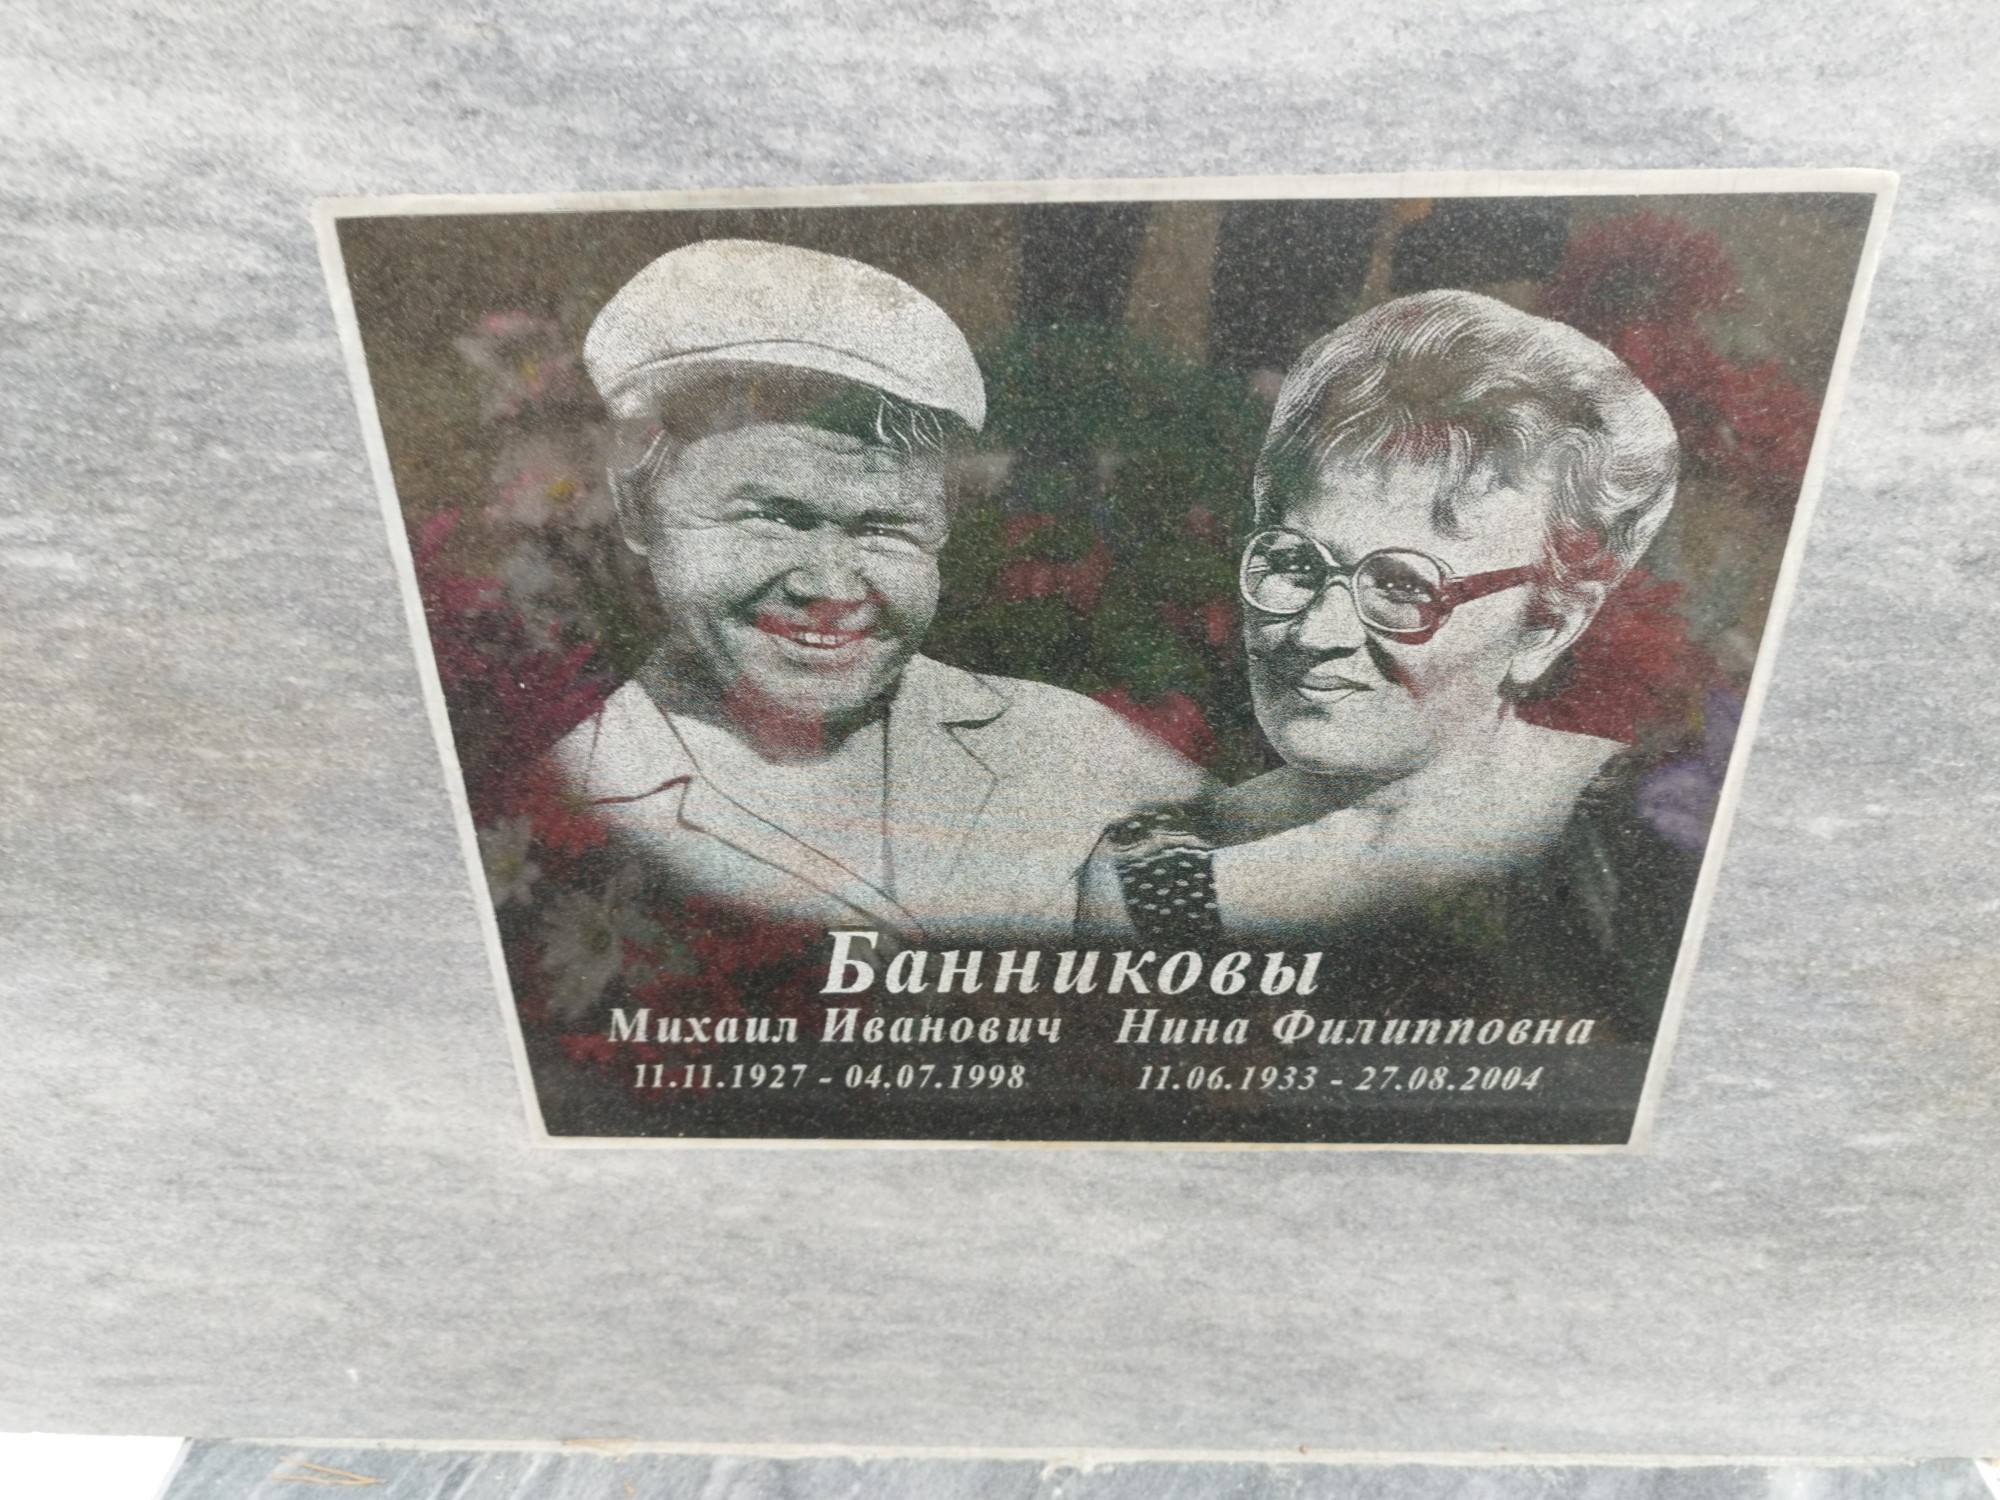 Банниковы
Михаил Иванович Нина Филипповна
11.11.1927 - 04.07.1998 11.06.1933 - 27.08.2004